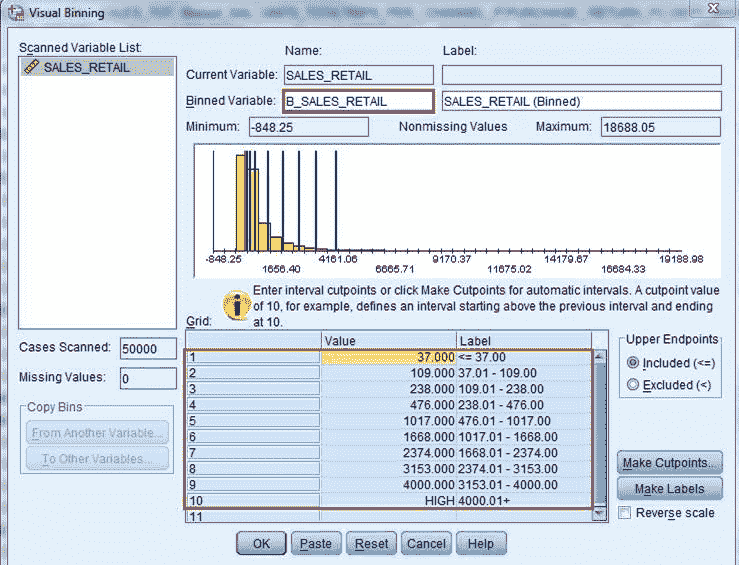 Visual Binning
Scanned Variable List:
SALES_RETAIL
Name: Label:
Current Variable: SALES_RETAIL
Binned Variable: B_SALES_RETAIL SALES_RETAIL (Binned)
Minimum: -848.25 Nonmissing Values Maximum: 18688.05
-848.25 4161.06 9170.37 14179.67 19188.98
1656.40 6665.71 11675.02 16684.33
Enter interval cutpoints or click Make Cutpoints for automatic intervals. A cutpoint value
of 10, for example, defines an interval starting above the previous interval and ending
at 10.
Grid:
Value Label
1 37.000 <= 37.00
2 109.000 37.01 - 109.00
3 238.000 109.01 - 238.00
4 476.000 238.01 - 476.00
5 1017.000 476.01 - 1017.00
6 1668.000 1017.01 - 1668.00
7 2374.000 1668.01 - 2374.00
8 3153.000 2374.01 - 3153.00
9 4000.000 3153.01 - 4000.00
10 HIGH 4000.01+
11
Cases Scanned: 50000
Missing Values: 0
Copy Bins
From Another Variable...
To Other Variables...
Upper Endpoints
Included (<=)
Excluded (<)
Make Cutpoints...
Make Labels
Reverse scale
OK Paste Reset Cancel Help